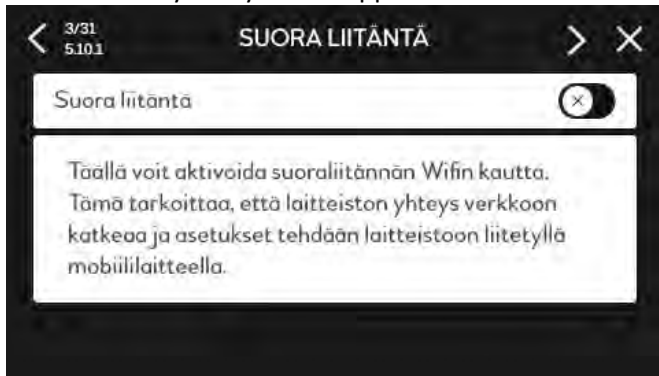 3/31
5.10.1
SUORA LIITÄNTÄ
Suora liitäntä
Täällä voit aktivoida suoraliitännän Wifin kautta.
Tämä tarkoittaa, että laitteiston yhteys verkkoon
katkeaa ja asetukset tehdään laitteistoon liitetyllä
mobiililaitteella.